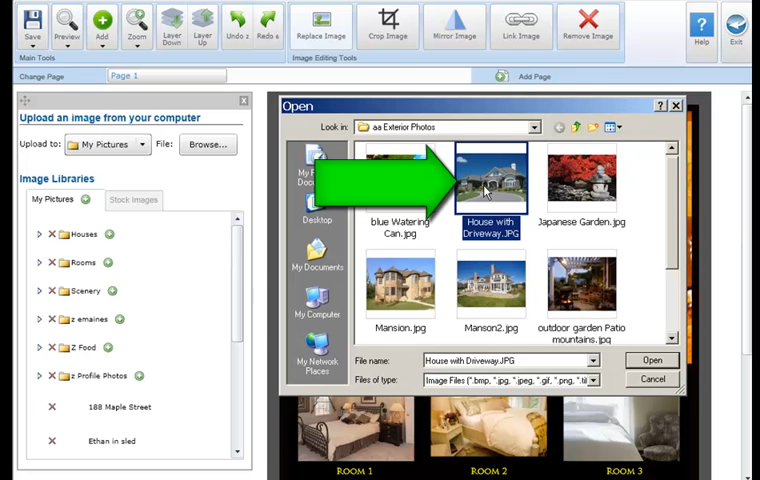 Save
Preview
Add
Zoom
Layer Down
Layer Up
Undo 2
Redo 4
Replace Image
Crop Image
Mirror Image
Link Image
Remove Image
Help
Exit
Main Tools
Image Editing Tools
Change Page
Page 1
Add Page
Upload an image from your computer
Upload to:
My Pictures
File:
Browse...
Image Libraries
My Pictures
Stock Images
Houses
Rooms
Scenery
z emaines
Z Food
z Profile Photos
188 Maple Street
Ethan in sled
Open
Look in:
aa Exterior Photos
Desktop
My Documents
My Computer
My Network
Places
blue Watering
Can.jpg
House with
Driveway.JPG
Japanese Garden.jpg
Mansion.jpg
Manson2.jpg
outdoor garden Patio
mountains.jpg
File name:
House with Driveway.JPG
Open
Files of type:
Image Files (*.bmp, *.jpg, *.jpeg, *.gif, *.png, *.ti
Cancel
Room 1
Room 2
Room 3